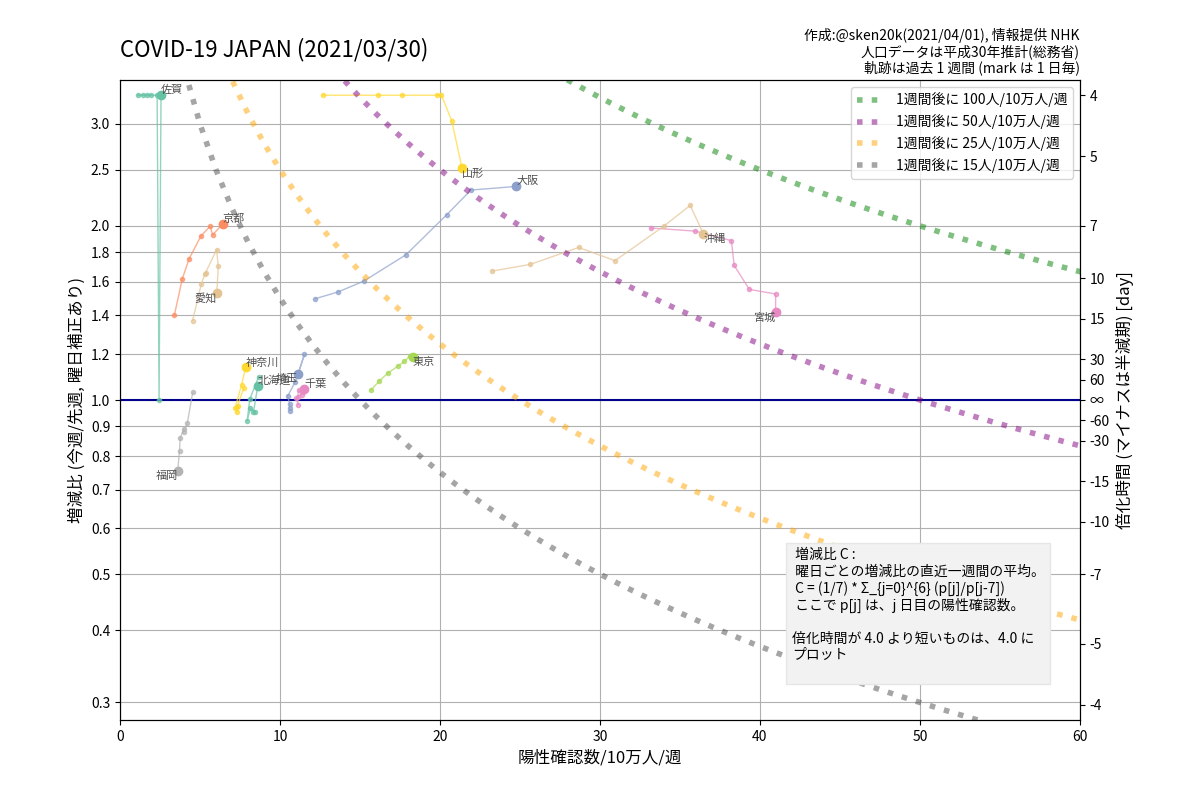 COVID-19 JAPAN (2021/03/30)
作成:@sken20k(2021/04/01), 情報提供 NHK
人口データは平成30年推計(総務省)
軌跡は過去 1 週間 (mark は 1 日毎)
1週間後に 100人/10万人/週
1週間後に 50人/10万人/週
1週間後に 25人/10万人/週
1週間後に 15人/10万人/週
佐賀
山形
大阪
京都
沖縄
愛知
宮城
東京
神奈川
北海道
千葉
福岡
増減比 (今週/先週, 曜日補正あり)
3.0
2.5
2.0
1.8
1.6
1.4
1.2
1.0
0.9
0.8
0.7
0.6
0.5
0.4
0.3
倍化時間 (マイナスは半減期) [day]
4
5
7
10
15
30
60
∞
-60
-30
-15
-10
-7
-5
-4
増減比 C :
曜日ごとの増減比の直近一週間の平均。
C = (1/7) * Σ_{j=0}^{6} (p[j]/p[j-7])
ここで p[j] は、j 日目の陽性確認数。
倍化時間が 4.0 より短いものは、4.0 に
プロット
0 10 20 30 40 50 60
陽性確認数/10万人/週